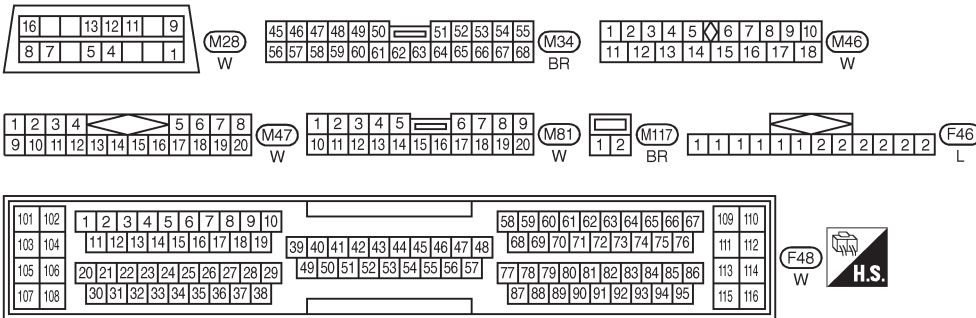 16 13 12 11 9
8 7 5 4 1
M28
W
45 46 47 48 49 50 51 52 53 54 55
56 57 58 59 60 61 62 63 64 65 66 67 68
M34
BR
1 2 3 4 5 6 7 8 9 10
11 12 13 14 15 16 17 18
M46
W
1 2 3 4 5 6 7 8
9 10 11 12 13 14 15 16 17 18 19 20
M47
W
1 2 3 4 5 6 7 8 9
10 11 12 13 14 15 16 17 18 19 20
M81
W
1 2
M117
BR
1 1 1 1 1 1 2 2 2 2 2 2
F46
L
101 102
103 104
105 106
107 108
1 2 3 4 5 6 7 8 9 10
11 12 13 14 15 16 17 18 19
20 21 22 23 24 25 26 27 28 29
30 31 32 33 34 35 36 37 38
39 40 41 42 43 44 45 46 47 48
49 50 51 52 53 54 55 56 57
58 59 60 61 62 63 64 65 66 67
68 69 70 71 72 73 74 75 76
77 78 79 80 81 82 83 84 85 86
87 88 89 90 91 92 93 94 95
109 110
111 112
113 114
115 116
F48
W
H.S.